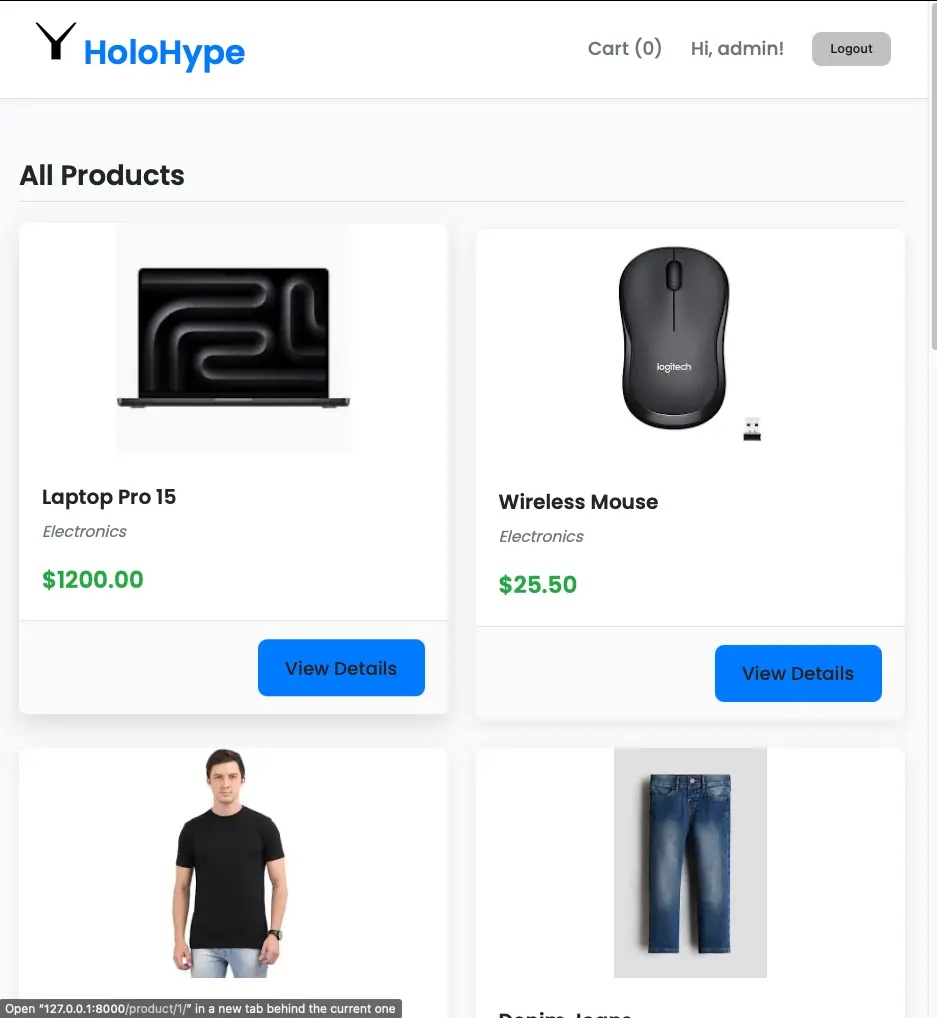 HoloHype
Cart (0)
Hi, admin!
Logout
All Products
logitech
Laptop Pro 15
Electronics
$1200.00
View Details
Wireless Mouse
Electronics
$25.50
View Details
Denim Jeans
Open "127.0.0.1:8000/product/1/" in a new tab behind the current one